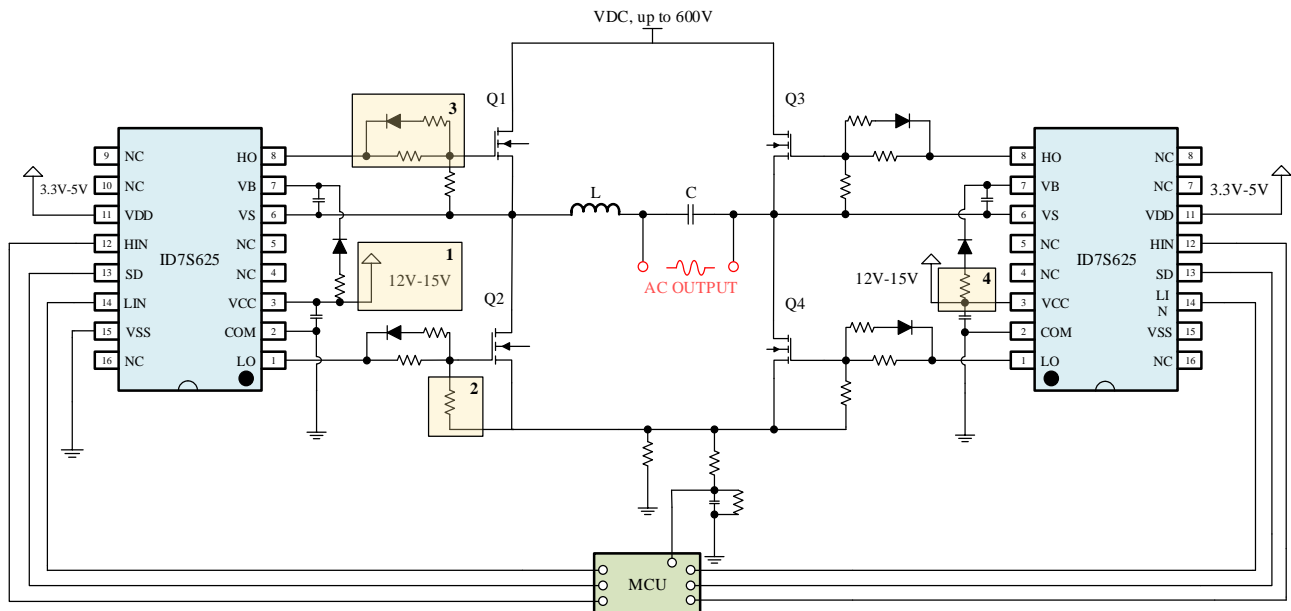 VDC, up to 600V
Q1
Q3
3
ID7S625
9 NC
10 NC
11 VDD
12 HIN
13 SD
14 LIN
15 VSS
16 NC
HO 8
VB 7
VS 6
NC 5
NC 4
VCC 3
COM 2
LO 1
3.3V-5V
1
12V-15V
L
C
AC OUTPUT
Q2
Q4
2
12V-15V
4
ID7S625
8 HO
7 VB
6 VS
5 NC
4 NC
3 VCC
2 COM
1 LO
NC 8
NC 7
VDD 11
HIN 12
SD 13
LI
N 14
VSS 15
NC 16
3.3V-5V
MCU